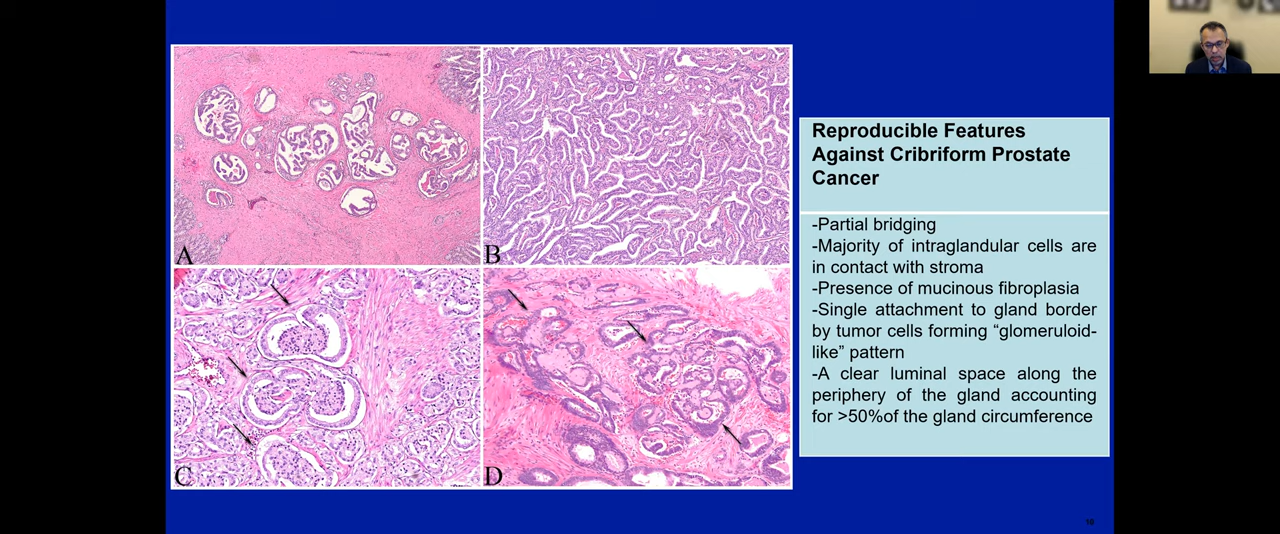 A
B
C
D
Reproducible Features
Against Cribriform Prostate
Cancer
-Partial bridging
-Majority of intraglandular cells are
in contact with stroma
-Presence of mucinous fibroplasia
-Single attachment to gland border
by tumor cells forming “glomeruloid-
like” pattern
-A clear luminal space along the
periphery of the gland accounting
for >50%of the gland circumference
16